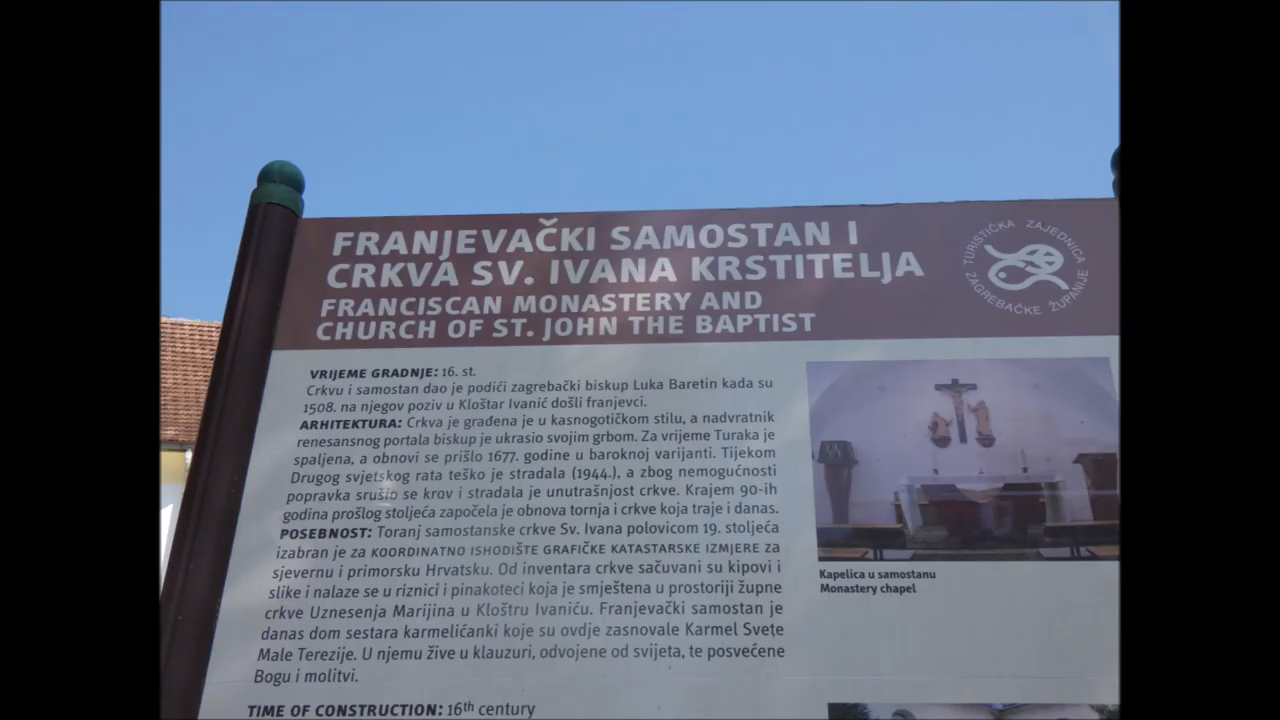 FRANJEVAČKI SAMOSTAN I
CRKVA SV. IVANA KRSTITELJA
FRANCISCAN MONASTERY AND
CHURCH OF ST. JOHN THE BAPTIST
TURISTIČKA ZAJEDNICA
ZAGREBAČKE ŽUPANIJE
VRIJEME GRADNJE: 16. st.
Crkvu i samostan dao je podići zagrebački biskup Luka Baretin kada su
1508. na njegov poziv u Kloštar Ivanić došli franjevci.
ARHITEKTURA: Crkva je građena je u kasnogotičkom stilu, a nadvratnik
renesansnog portala biskup je ukrasio svojim grbom. Za vrijeme Turaka je
spaljena, a obnovi se prišlo 1677. godine u baroknoj varijanti. Tijekom
Drugog svjetskog rata teško je stradala (1944.), a zbog nemogućnosti
popravka srušio se krov i stradala je unutrašnjost crkve. Krajem 90-ih
godina prošlog stoljeća započela je obnova tornja i crkve koja traje i danas.
POSEBNOST: Toranj samostanske crkve Sv. Ivana polovicom 19. stoljeća
izabran je za KOORDINATNO ISHODIŠTE GRAFIČKE KATASTARSKE IZMJERE za
sjevernu i primorsku Hrvatsku. Od inventara crkve sačuvani su kipovi i
slike i nalaze se u riznici i pinakoteci koja je smještena u prostoriji župne
crkve Uznesenja Marijina u Kloštru Ivaniću. Franjevački samostan je
danas dom sestara karmelićanki koje su ovdje zasnovale Karmel Svete
Male Terezije. U njemu žive u klauzuri, odvojene od svijeta, te posvećene
Bogu i molitvi.
TIME OF CONSTRUCTION: 16th century
Kapelica u samostanu
Monastery chapel